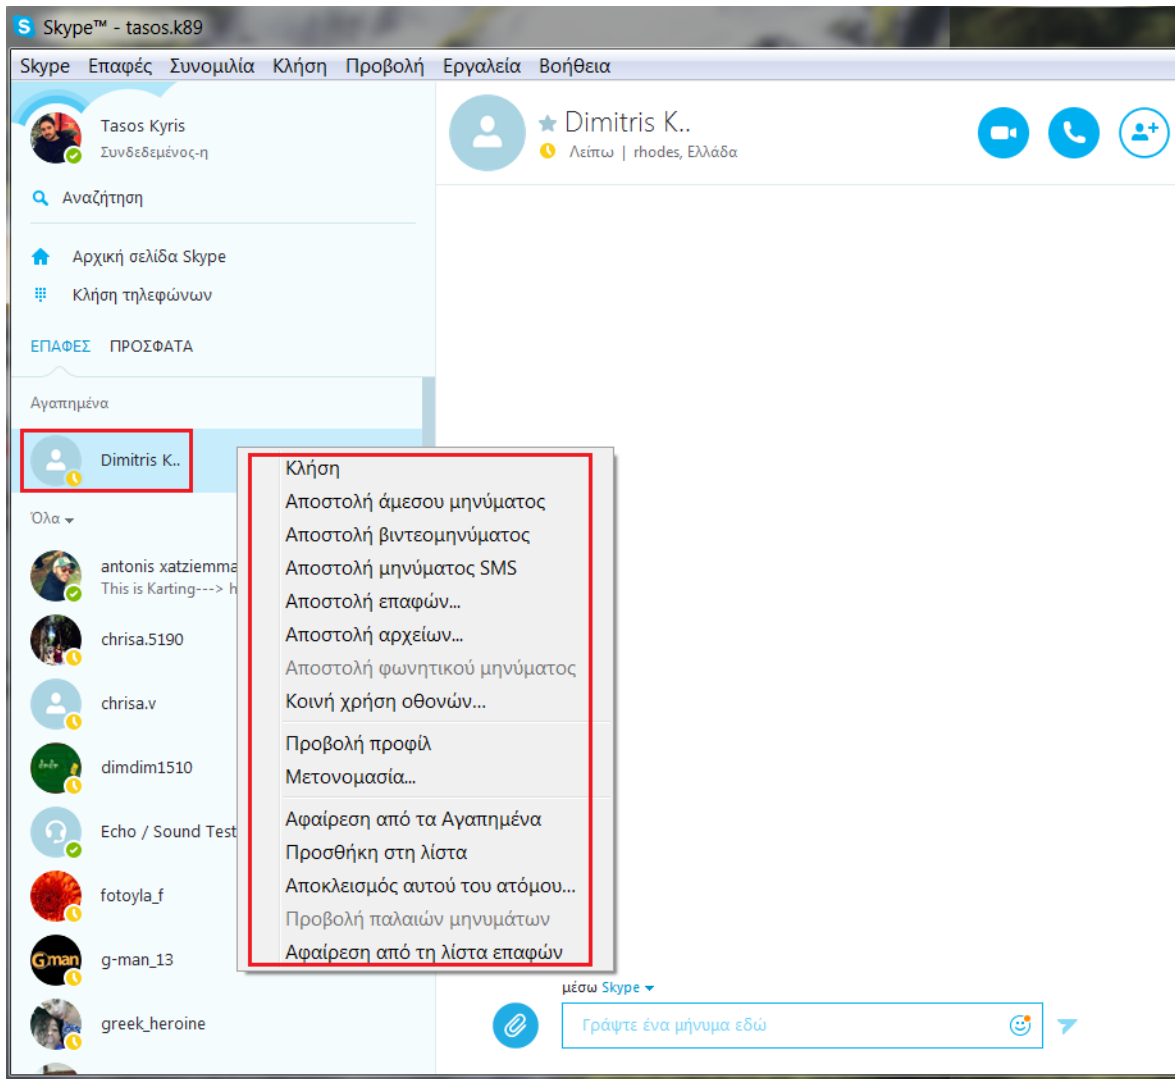 Skype™ - tasos.k89
Skype Επαφές Συνομιλία Κλήση Προβολή Εργαλεία Βοήθεια
Tasos Kyris
Συνδεδεμένος-η
Αναζήτηση
Αρχική σελίδα Skype
Κλήση τηλεφώνων
ΕΠΑΦΕΣ ΠΡΟΣΦΑΤΑ
Αγαπημένα
Dimitris K..
Όλα
antonis xatziemma
This is Karting---> h
chrisa.5190
chrisa.v
dimdim1510
Echo / Sound Test
fotoyla_f
Gman
g-man_13
greek_heroine
Κλήση
Αποστολή άμεσου μηνύματος
Αποστολή βιντεομηνύματος
Αποστολή μηνύματος SMS
Αποστολή επαφών...
Αποστολή αρχείων...
Αποστολή φωνητικού μηνύματος
Κοινή χρήση οθονών...
Προβολή προφίλ
Μετονομασία...
Αφαίρεση από τα Αγαπημένα
Προσθήκη στη λίστα
Αποκλεισμός αυτού του ατόμου...
Προβολή παλαιών μηνυμάτων
Αφαίρεση από τη λίστα επαφών
Dimitris K..
Λείπω | rhodes, Ελλάδα
μέσω Skype
Γράψτε ένα μήνυμα εδώ